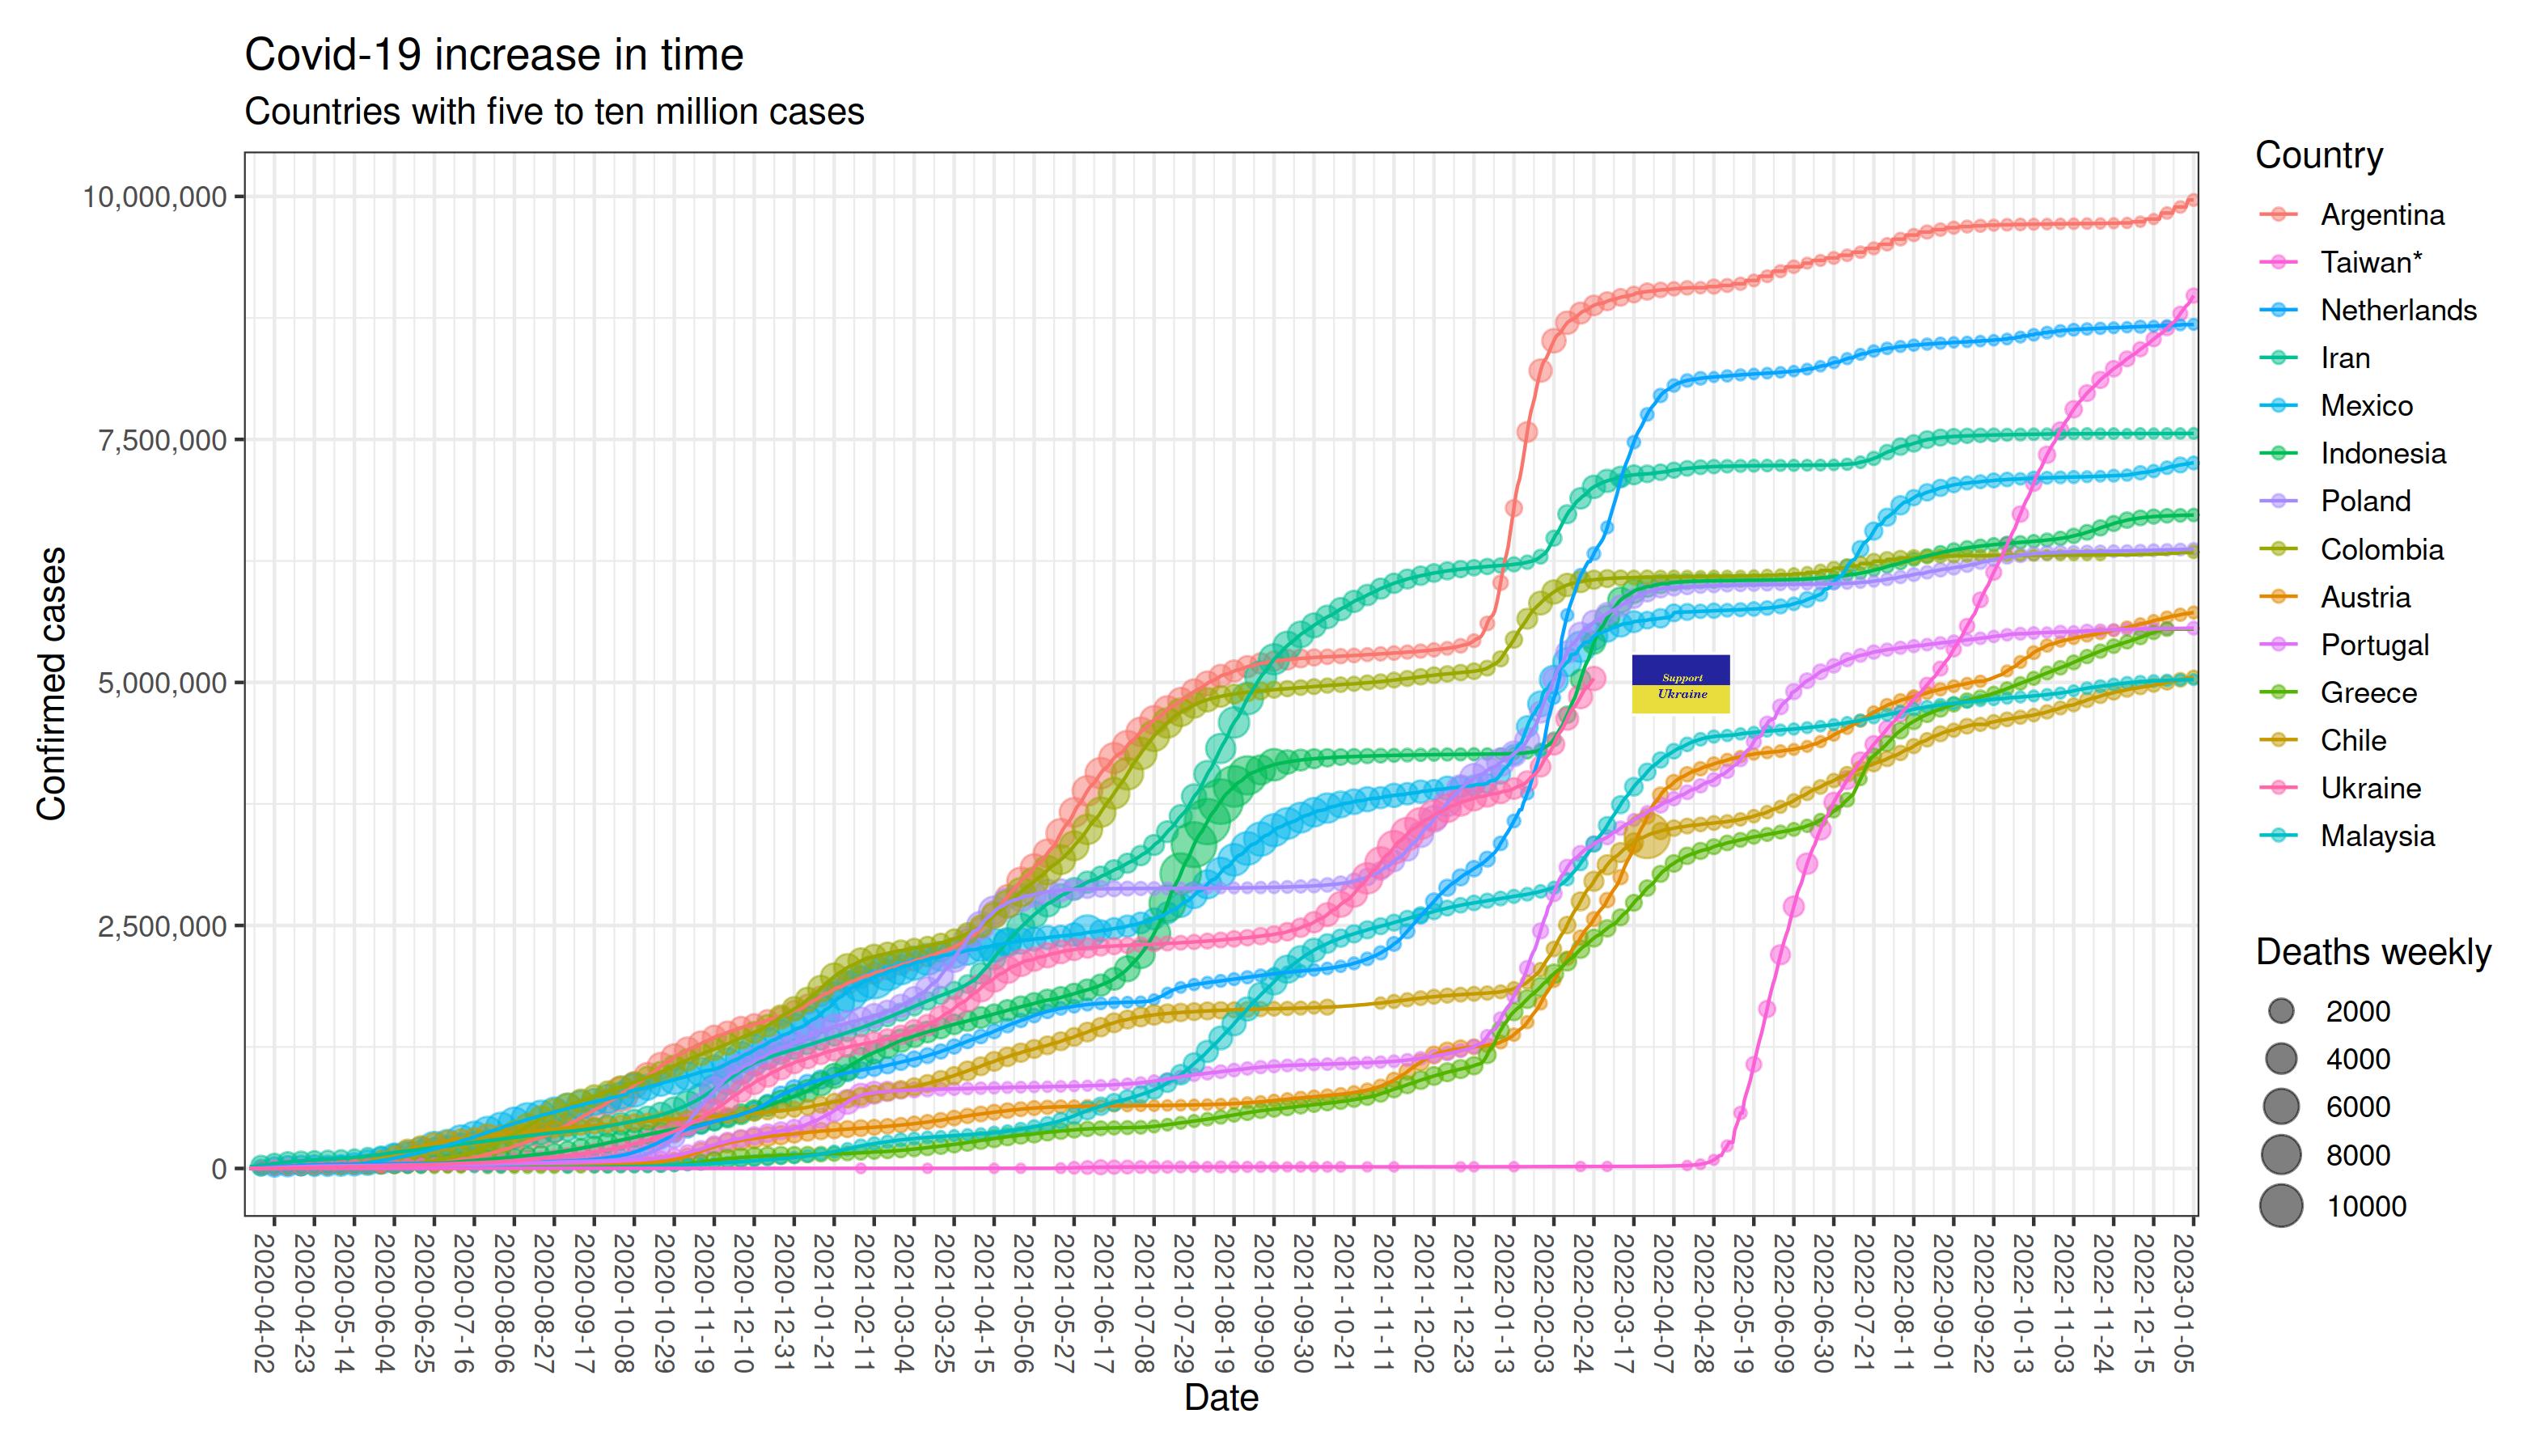 Covid-19 increase in time
Countries with five to ten million cases
Confirmed cases
10,000,000
7,500,000
5,000,000
2,500,000
0
Support
Ukraine
2020-04-02
2020-04-23
2020-05-14
2020-06-04
2020-06-25
2020-07-16
2020-08-06
2020-08-27
2020-09-17
2020-10-08
2020-10-29
2020-11-19
2020-12-10
2020-12-31
2021-01-21
2021-02-11
2021-03-04
2021-03-25
2021-04-15
2021-05-06
2021-05-27
2021-06-17
2021-07-08
2021-07-29
2021-08-19
2021-09-09
2021-09-30
2021-10-21
2021-11-11
2021-12-02
2021-12-23
2022-01-13
2022-02-03
2022-02-24
2022-03-17
2022-04-07
2022-04-28
2022-05-19
2022-06-09
2022-06-30
2022-07-21
2022-08-11
2022-09-01
2022-09-22
2022-10-13
2022-11-03
2022-11-24
2022-12-15
2023-01-05
Date
Country
Argentina
Taiwan*
Netherlands
Iran
Mexico
Indonesia
Poland
Colombia
Austria
Portugal
Greece
Chile
Ukraine
Malaysia
Deaths weekly
2000
4000
6000
8000
10000